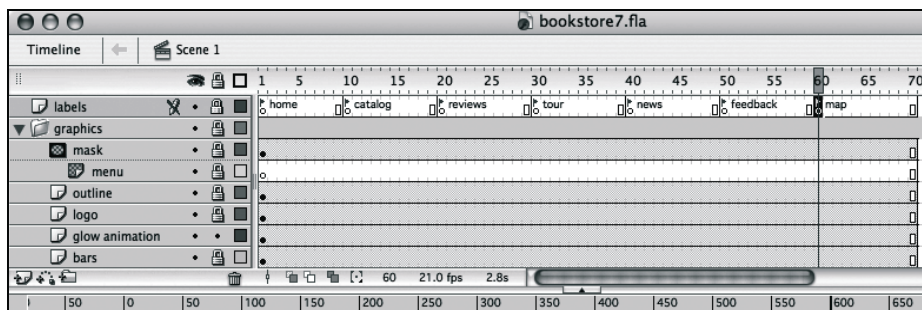 bookstore7.fla
Timeline Scene 1
1 5 10 15 20 25 30 35 40 45 50 55 60 65 70
labels home catalog reviews tour news feedback map
graphics
mask
menu
outline
logo
glow animation
bars
60 21.0 fps 2.8s
50 0 50 100 150 200 250 300 350 400 450 500 550 600 650